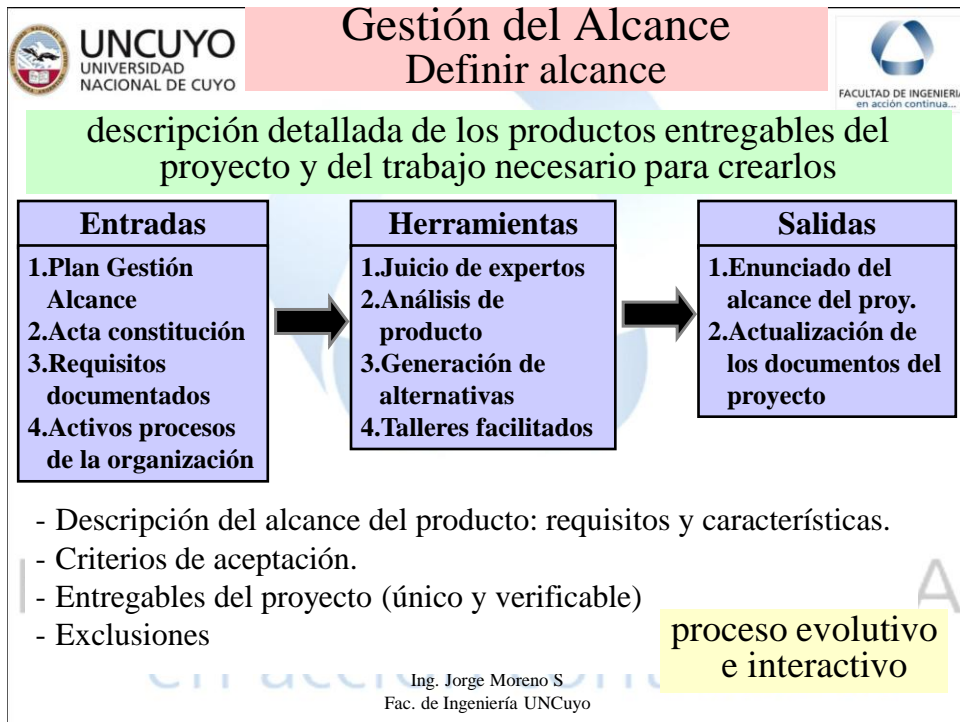 UNCUYO
UNIVERSIDAD
NACIONAL DE CUYO
Gestión del Alcance
Definir alcance
FACULTAD DE INGENIERIA
en acción continua...
descripción detallada de los productos entregables del
proyecto y del trabajo necesario para crearlos
Entradas
1.Plan Gestión
Alcance
2.Acta constitución
3.Requisitos
documentados
4.Activos procesos
de la organización
Herramientas
1.Juicio de expertos
2.Análisis de
producto
3.Generación de
alternativas
4.Talleres facilitados
Salidas
1.Enunciado del
alcance del proy.
2.Actualización de
los documentos del
proyecto
- Descripción del alcance del producto: requisitos y características.
- Criterios de aceptación.
- Entregables del proyecto (único y verificable)
- Exclusiones
proceso evolutivo
e interactivo
Ing. Jorge Moreno S
Fac. de Ingeniería UNCuyo